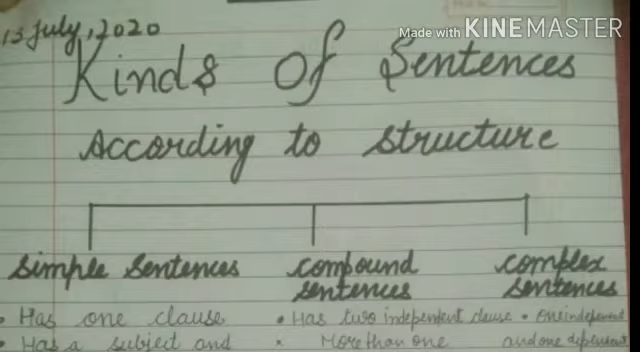 13 July, 2020
Made with KINEMASTER
Kinds of Sentences
According to structure
simple sentences
compound sentences
complex sentences
• Has one clause • Has two independent clause • one independent
• Has a subject and × More than one and one dependent